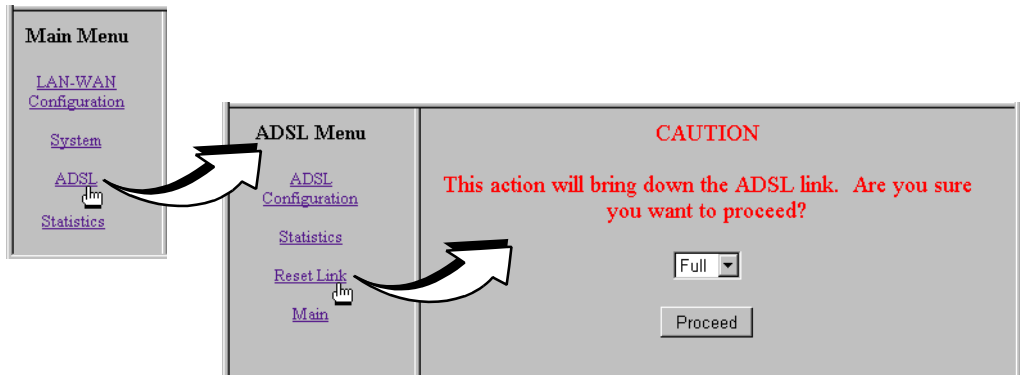 Main Menu
LAN-WAN
Configuration
System
ADSL
Statistics
ADSL Menu
ADSL
Configuration
Statistics
Reset Link
Main
CAUTION
This action will bring down the ADSL link. Are you sure
you want to proceed?
Full
Proceed